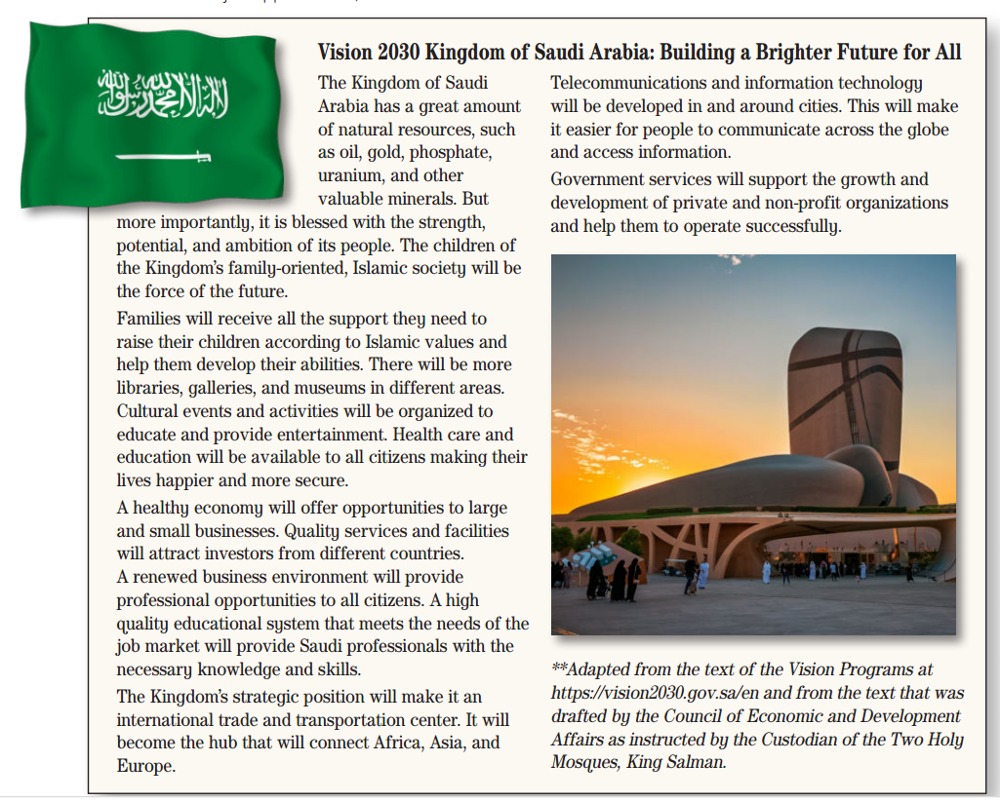 لا إله إلا الله محمد رسول الله
Vision 2030 Kingdom of Saudi Arabia: Building a Brighter Future for All
The Kingdom of Saudi
Arabia has a great amount
of natural resources, such
as oil, gold, phosphate,
uranium, and other
valuable minerals. But
more importantly, it is blessed with the strength,
potential, and ambition of its people. The children of
the Kingdom's family-oriented, Islamic society will be
the force of the future.
Families will receive all the support they need to
raise their children according to Islamic values and
help them develop their abilities. There will be more
libraries, galleries, and museums in different areas.
Cultural events and activities will be organized to
educate and provide entertainment. Health care and
education will be available to all citizens making their
lives happier and more secure.
A healthy economy will offer opportunities to large
and small businesses. Quality services and facilities
will attract investors from different countries.
A renewed business environment will provide
professional opportunities to all citizens. A high
quality educational system that meets the needs of the
job market will provide Saudi professionals with the
necessary knowledge and skills.
The Kingdom's strategic position will make it an
international trade and transportation center. It will
become the hub that will connect Africa, Asia, and
Europe.
Telecommunications and information technology
will be developed in and around cities. This will make
it easier for people to communicate across the globe
and access information.
Government services will support the growth and
development of private and non-profit organizations
and help them to operate successfully.
**Adapted from the text of the Vision Programs at
https://vision2030.gov.sa/en and from the text that was
drafted by the Council of Economic and Development
Affairs as instructed by the Custodian of the Two Holy
Mosques, King Salman.